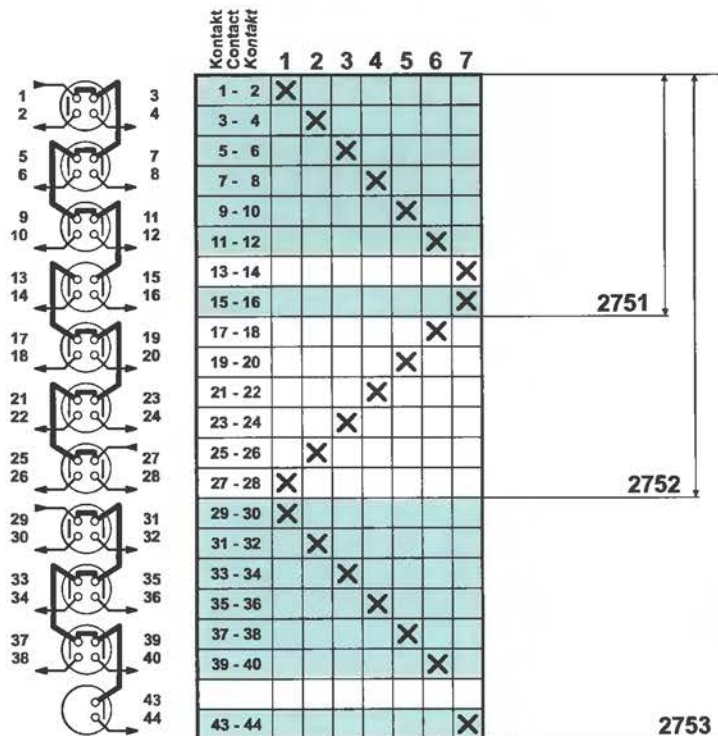 Kontakt
Contact
Kontakt
1 2 3 4 5 6 7
1 3
2 4
5 7
6 8
9 11
10 12
13 15
14 16
17 19
18 20
21 23
22 24
25 27
26 28
29 31
30 32
33 35
34 36
37 39
38 40
43
44
1 - 2
3 - 4
5 - 6
7 - 8
9 - 10
11 - 12
13 - 14
15 - 16
17 - 18
19 - 20
21 - 22
23 - 24
25 - 26
27 - 28
29 - 30
31 - 32
33 - 34
35 - 36
37 - 38
39 - 40
43 - 44
2751
2752
2753